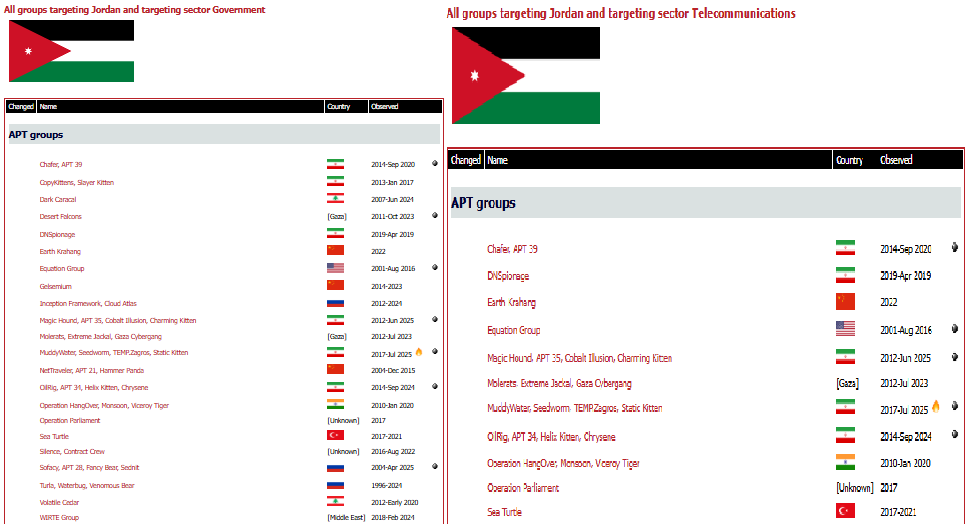 All groups targeting Jordan and targeting sector Government
Changed Name Country Observed
APT groups
Chafer, APT 39 2014-Sep 2020
CopyKittens, Slayer Kitten 2013-Jan 2017
Dark Caracal 2007-Jun 2024
Desert Falcons [Gaza] 2011-Oct 2023
DNSpionage 2019-Apr 2019
Earth Krahang 2022
Equation Group 2001-Aug 2016
Gelsemium 2014-2023
Inception Framework, Cloud Atlas 2012-2024
Magic Hound, APT 35, Cobalt Illusion, Charming Kitten 2012-Jun 2025
Molerats, Extreme Jackal, Gaza Cybergang [Gaza] 2012-Jul 2023
MuddyWater, Seedworm, TEMP.Zagros, Static Kitten 2017-Jul 2025
NetTraveler, APT 21, Hammer Panda 2004-Dec 2015
OilRig, APT 34, Helix Kitten, Chrysene 2014-Sep 2024
Operation HangOver, Monsoon, Viceroy Tiger 2010-Jan 2020
Operation Parliament [Unknown] 2017
Sea Turtle 2017-2021
Silence, Contract Crew [Unknown] 2016-Aug 2022
Sofacy, APT 28, Fancy Bear, Sednit 2004-Apr 2025
Turla, Waterbug, Venomous Bear 1996-2024
Volatile Cedar 2012-Early 2020
WIRTE Group [Middle East] 2018-Feb 2024
All groups targeting Jordan and targeting sector Telecommunications
Changed Name Country Observed
APT groups
Chafer, APT 39 2014-Sep 2020
DNSpionage 2019-Apr 2019
Earth Krahang 2022
Equation Group 2001-Aug 2016
Magic Hound, APT 35, Cobalt Illusion, Charming Kitten 2012-Jun 2025
Molerats, Extreme Jackal, Gaza Cybergang [Gaza] 2012-Jul 2023
MuddyWater, Seedworm, TEMP.Zagros, Static Kitten 2017-Jul 2025
OilRig, APT 34, Helix Kitten, Chrysene 2014-Sep 2024
Operation HangOver, Monsoon, Viceroy Tiger 2010-Jan 2020
Operation Parliament [Unknown] 2017
Sea Turtle 2017-2021